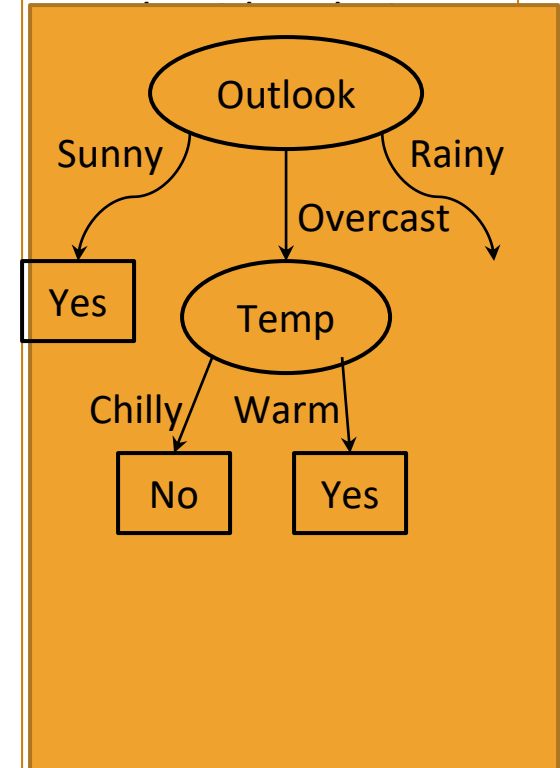 Outlook
Sunny
Rainy
Overcast
Yes
Temp
Chilly
Warm
No
Yes